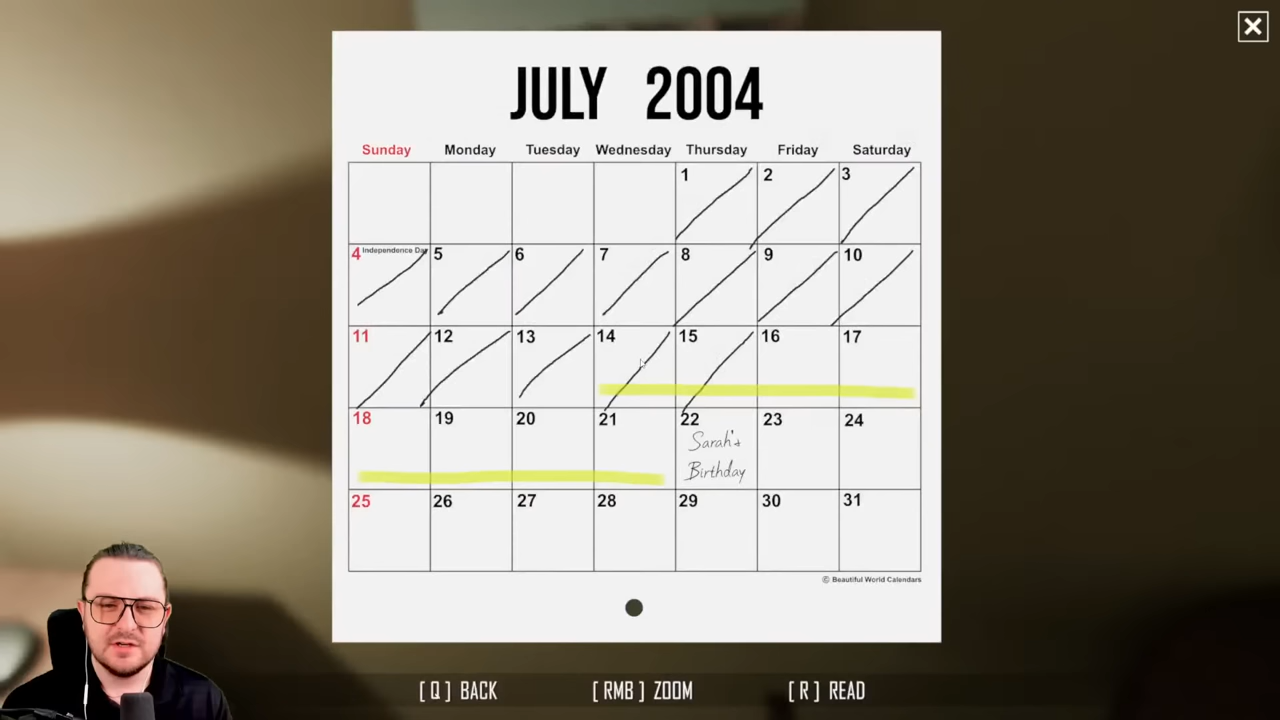 JULY 2004
Sunday Monday Tuesday Wednesday Thursday Friday Saturday
1 2 3
4 Independence Day 5 6 7 8 9 10
11 12 13 14 15 16 17
18 19 20 21 22 23 24
Sarah's
Birthday
25 26 27 28 29 30 31
© Beautiful World Calendars
[ Q ] BACK [ RMB ] ZOOM [ R ] READ